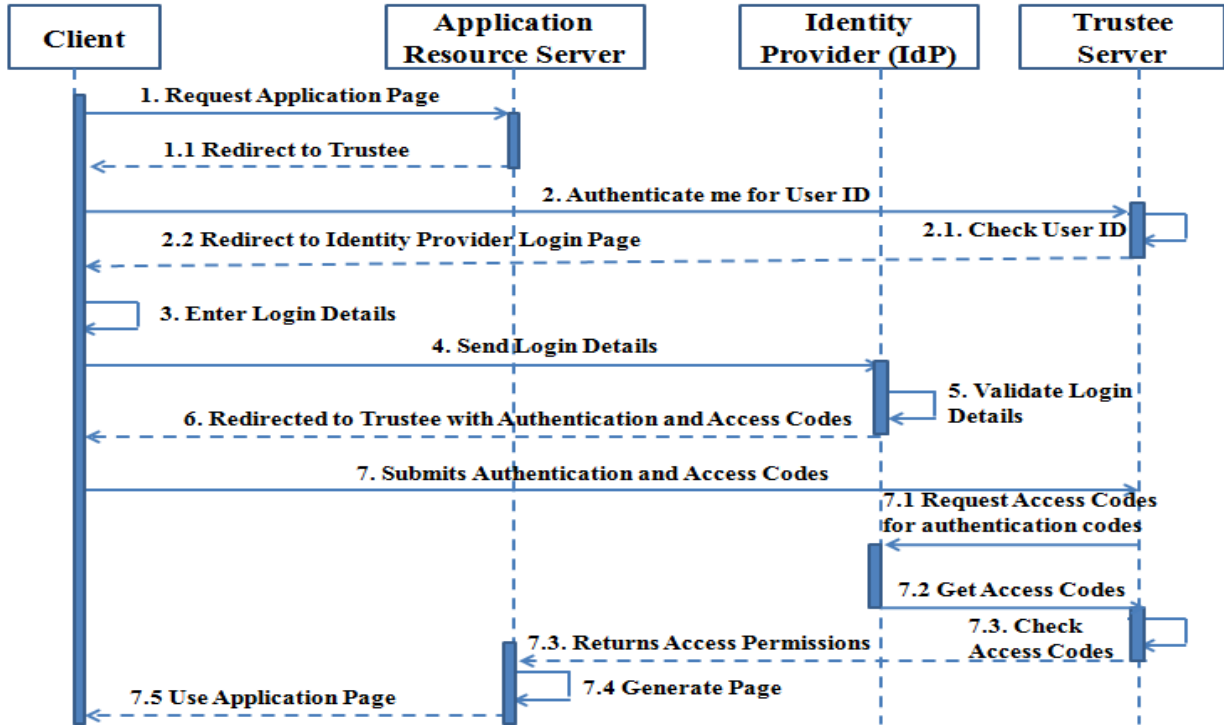 Client
Application
Resource Server
Identity
Provider (IdP)
Trustee
Server
1. Request Application Page
1.1 Redirect to Trustee
2. Authenticate me for User ID
2.1. Check User ID
2.2 Redirect to Identity Provider Login Page
3. Enter Login Details
4. Send Login Details
5. Validate Login
Details
6. Redirected to Trustee with Authentication and Access Codes
7. Submits Authentication and Access Codes
7.1 Request Access Codes
for authentication codes
7.2 Get Access Codes
7.3. Check
Access Codes
7.3. Returns Access Permissions
7.4 Generate Page
7.5 Use Application Page